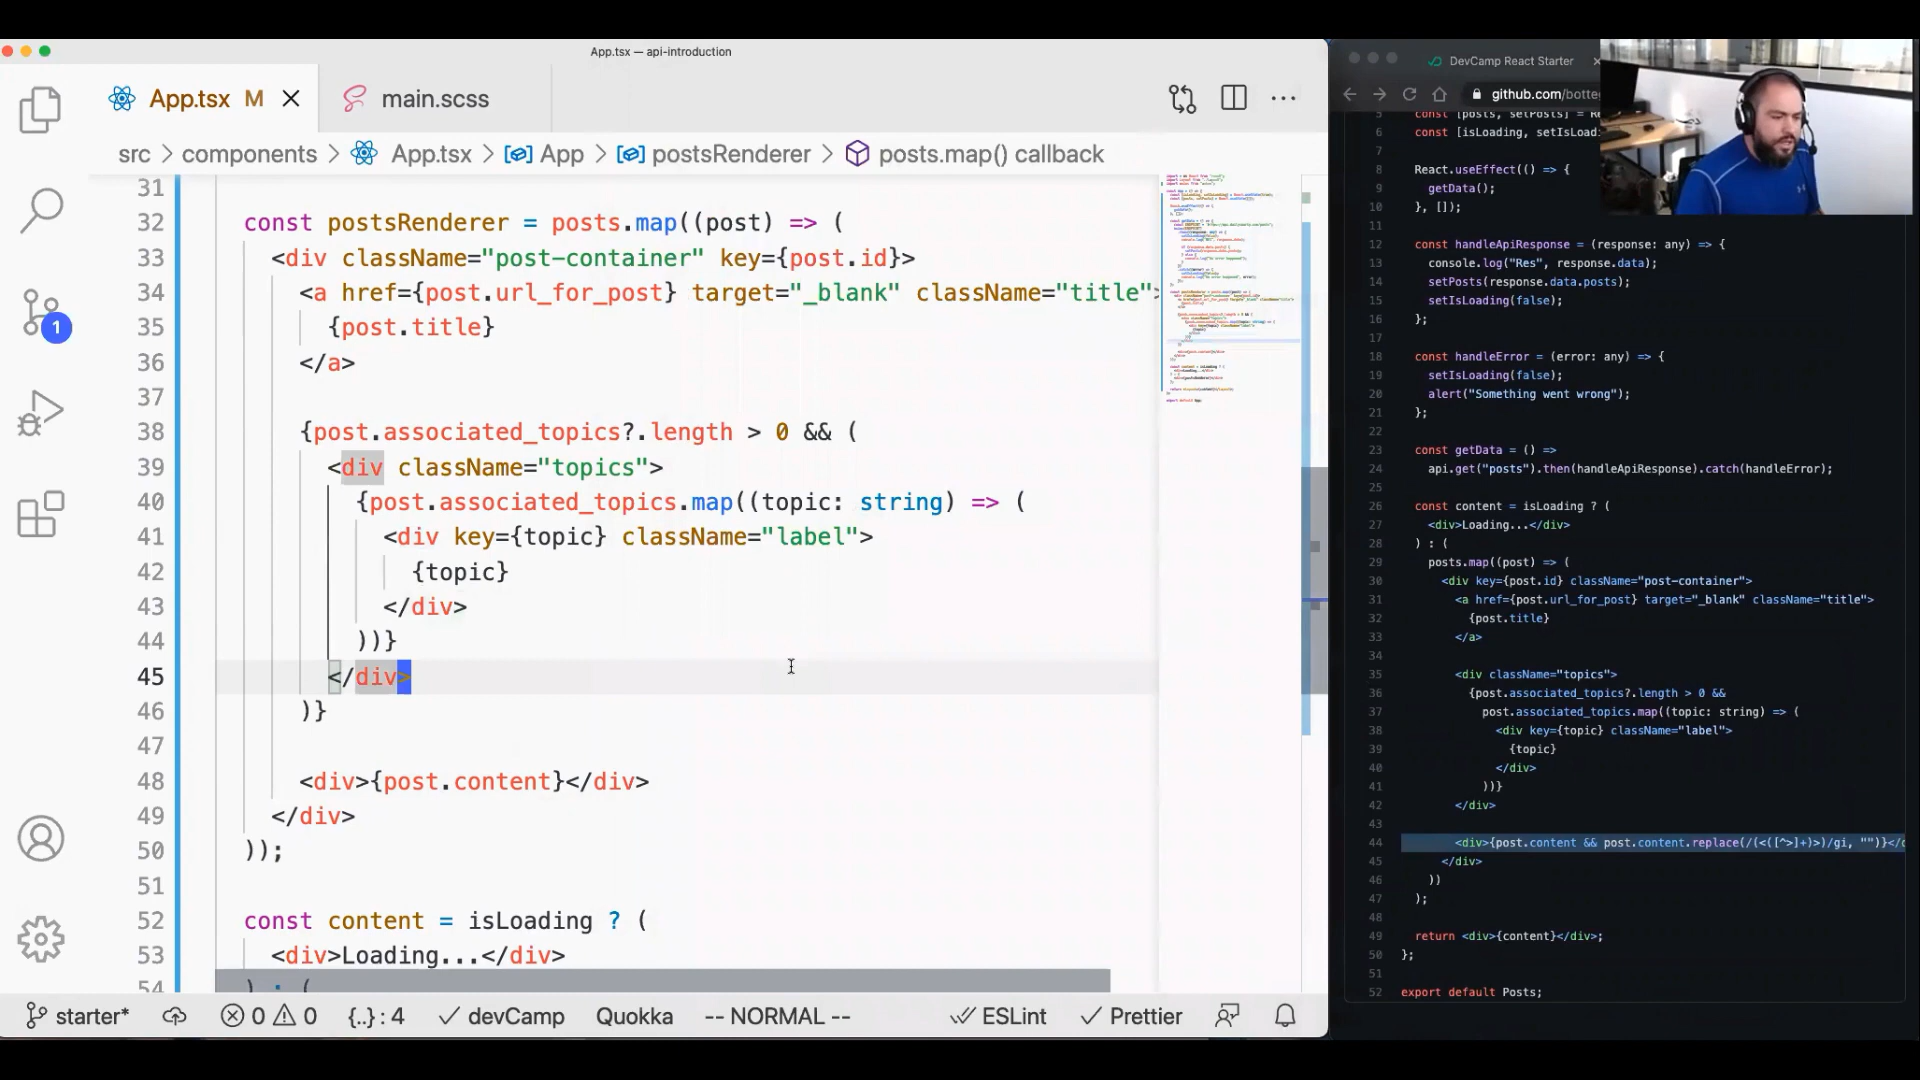 App.tsx — api-introduction
App.tsx M
main.scss
src > components > App.tsx > App > postsRenderer > posts.map() callback
31
32 const postsRenderer = posts.map((post) => (
33 <div className="post-container" key={post.id}>
34 <a href={post.url_for_post} target="_blank" className="title">
35 {post.title}
36 </a>
37
38 {post.associated_topics?.length > 0 && (
39 <div className="topics">
40 {post.associated_topics.map((topic: string) => (
41 <div key={topic} className="label">
42 {topic}
43 </div>
44 ))}
45 </div>
46 )}
47
48 <div>{post.content}</div>
49 </div>
50 ));
51
52 const content = isLoading ? (
53 <div>Loading...</div>
54 ) : (
1
starter* 0 0 {..} : 4 devCamp Quokka -- NORMAL -- ESLint Prettier
DevCamp React Starter
github.com/botte
5 const [posts, setPosts] = R
6 const [isLoading, setIsLoad
7
8 React.useEffect(() => {
9 getData();
10 }, []);
11
12 const handleApiResponse = (response: any) => {
13 console.log("Res", response.data);
14 setPosts(response.data.posts);
15 setIsLoading(false);
16 };
17
18 const handleError = (error: any) => {
19 setIsLoading(false);
20 alert("Something went wrong");
21 };
22
23 const getData = () =>
24 api.get("posts").then(handleApiResponse).catch(handleError);
25
26 const content = isLoading ? (
27 <div>Loading...</div>
28 ) : (
29 posts.map((post) => (
30 <div key={post.id} className="post-container">
31 <a href={post.url_for_post} target="_blank" className="title">
32 {post.title}
33 </a>
34
35 <div className="topics">
36 {post.associated_topics?.length > 0 &&
37 post.associated_topics.map((topic: string) => (
38 <div key={topic} className="label">
39 {topic}
40 </div>
41 ))}
42 </div>
43
44 <div>{post.content && post.content.replace(/(<([^>]+)>)/gi, "")}</d
45 </div>
46 ))
47 );
48
49 return <div>{content}</div>;
50 };
51
52 export default Posts;